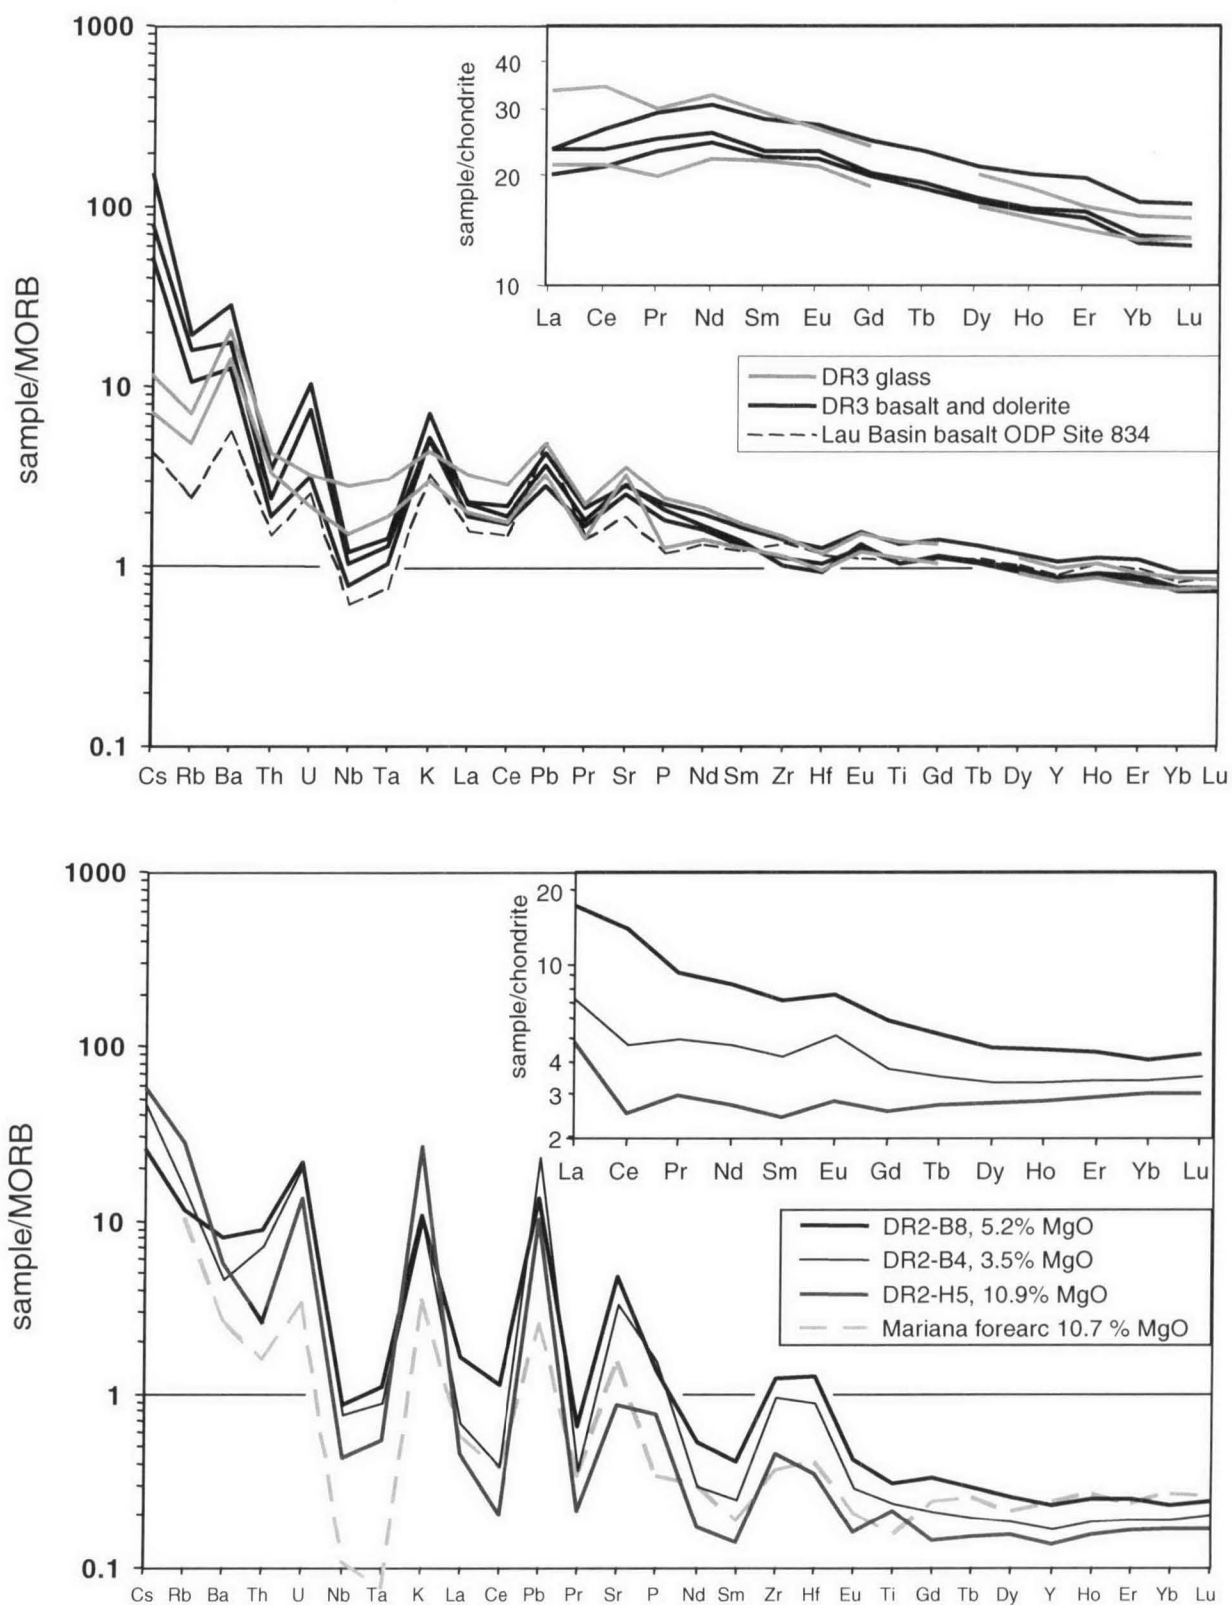 1000
100
10
1
0.1
sample/MORB
Cs Rb Ba Th U Nb Ta K La Ce Pb Pr Sr P Nd Sm Zr Hf Eu Ti Gd Tb Dy Y Ho Er Yb Lu
40
30
20
10
sample/chondrite
La Ce Pr Nd Sm Eu Gd Tb Dy Ho Er Yb Lu
DR3 glass
DR3 basalt and dolerite
Lau Basin basalt ODP Site 834
1000
100
10
1
0.1
sample/MORB
Cs Rb Ba Th U Nb Ta K La Ce Pb Pr Sr P Nd Sm Zr Hf Eu Ti Gd Tb Dy Y Ho Er Yb Lu
20
10
4
3
2
sample/chondrite
La Ce Pr Nd Sm Eu Gd Tb Dy Ho Er Yb Lu
DR2-B8, 5.2% MgO
DR2-B4, 3.5% MgO
DR2-H5, 10.9% MgO
Mariana forearc 10.7 % MgO